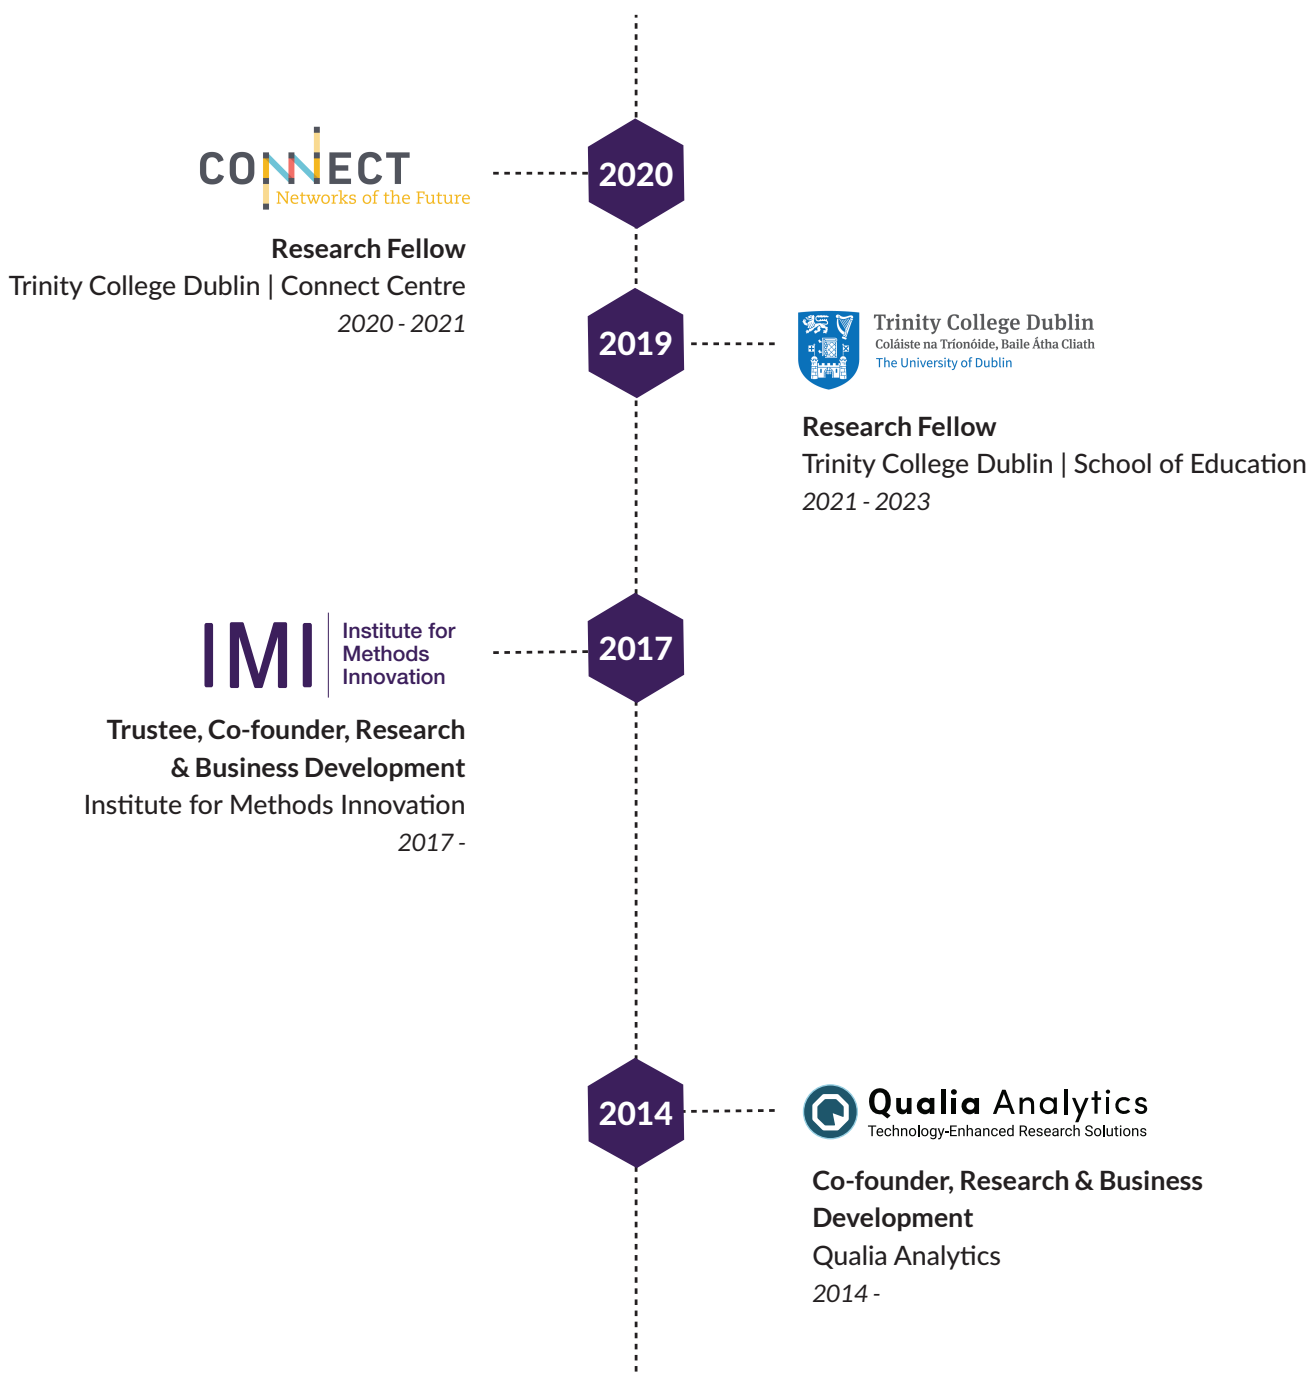 CONNECT
Networks of the Future
2020
Research Fellow
Trinity College Dublin | Connect Centre
2020 - 2021
2019
Trinity College Dublin
Coláiste na Tríonóide, Baile Átha Cliath
The University of Dublin
Research Fellow
Trinity College Dublin | School of Education
2021 - 2023
IMI
Institute for
Methods
Innovation
2017
Trustee, Co-founder, Research
& Business Development
Institute for Methods Innovation
2017 -
2014
Qualia Analytics
Technology-Enhanced Research Solutions
Co-founder, Research & Business
Development
Qualia Analytics
2014 -